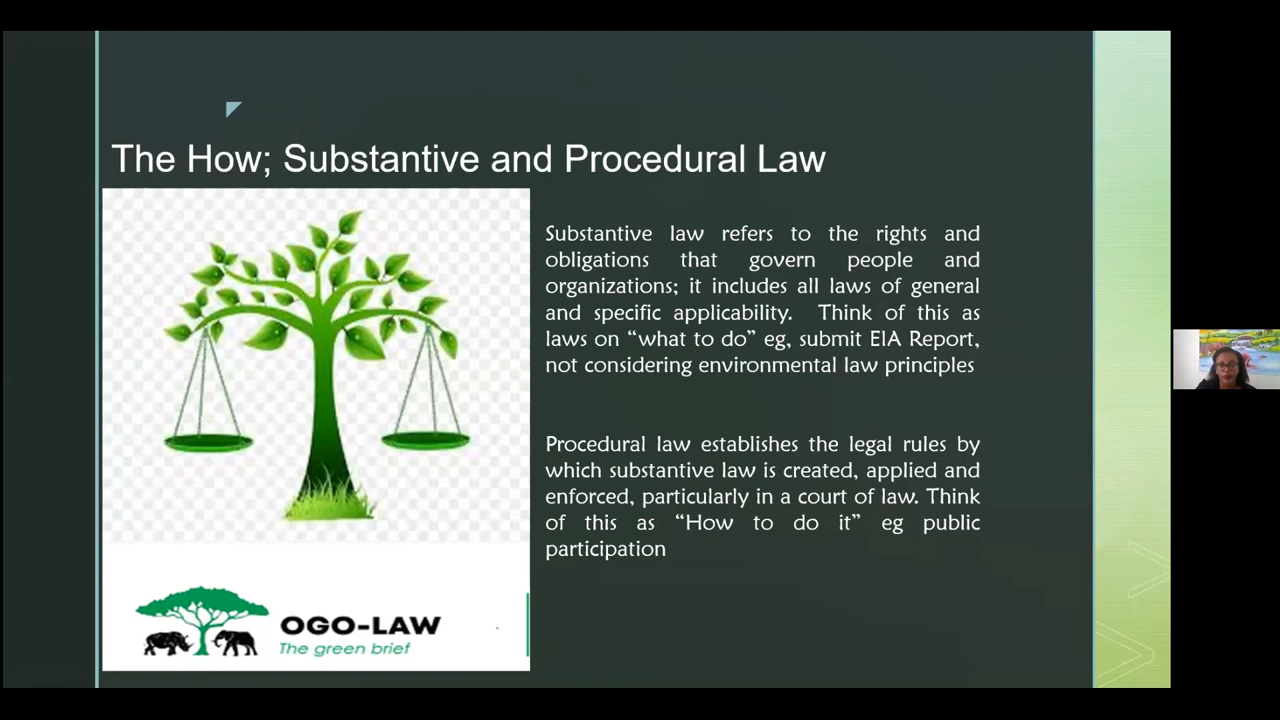 The How; Substantive and Procedural Law
Substantive law refers to the rights and
obligations that govern people and
organizations; it includes all laws of general
and specific applicability. Think of this as
laws on “what to do” eg, submit EIA Report,
not considering environmental law principles
Procedural law establishes the legal rules by
which substantive law is created, applied and
enforced, particularly in a court of law. Think
of this as “How to do it” eg public
participation
OGO-LAW
The green brief